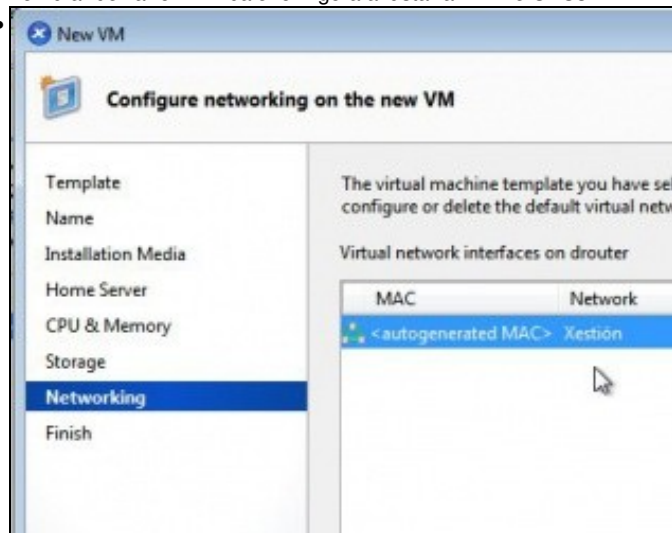 New VM
Configure networking on the new VM
Template
Name
Installation Media
Home Server
CPU & Memory
Storage
Networking
Finish
The virtual machine template you have
configure or delete the default virtual
Virtual network interfaces on drouter
MAC Network
<autogenerated MAC> Xestión